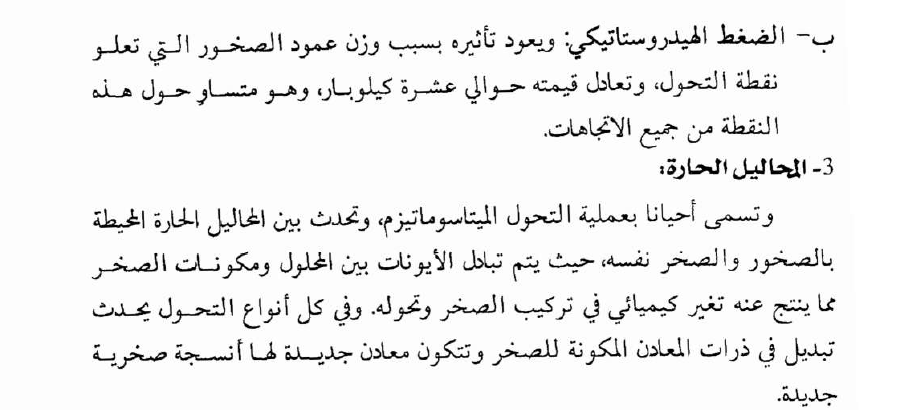 ب- الضغط الهيدروستاتيكي: ويعود تأثيره بسبب وزن عمود الصخور التي تعلو
نقطة التحول، وتعادل قيمته حوالي عشرة كيلوبار، وهو متساوٍ حول هذه
النقطة من جميع الاتجاهات.
3- المحاليل الحارة:
وتسمى أحيانا بعملية التحول الميتاسوماتيزم، وتحدث بين المحاليل الحارة المحيطة
بالصخور والصخر نفسه، حيث يتم تبادل الأيونات بين المحلول ومكونات الصخر
مما ينتج عنه تغير كيميائي في تركيب الصخر وتحوله. وفي كل أنواع التحول يحدث
تبديل في ذرات المعادن المكونة للصخر وتتكون معادن جديدة لها أنسجة صخرية
جديدة.